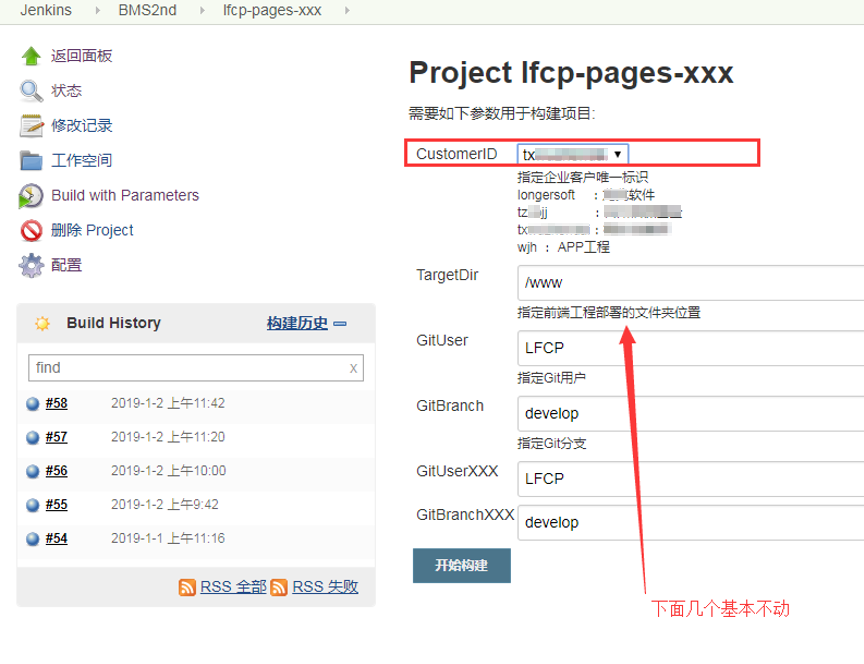 Jenkins BMS2nd lfcp-pages-xxx
返回面板
状态
修改记录
工作空间
Build with Parameters
删除 Project
配置
Build History 构建历史
find x
#58 2019-1-2 上午11:42
#57 2019-1-2 上午11:20
#56 2019-1-2 上午10:00
#55 2019-1-2 上午9:42
#54 2019-1-1 上午11:16
RSS 全部 RSS 失败
Project lfcp-pages-xxx
需要如下参数用于构建项目:
CustomerID tx
指定企业客户唯一标识
longersoft : 软件
tz jj :
tx :
wjh : APP工程
TargetDir /www
指定前端工程部署的文件夹位置
GitUser LFCP
指定Git用户
GitBranch develop
指定Git分支
GitUserXXX LFCP
GitBranchXXX develop
开始构建
下面几个基本不动